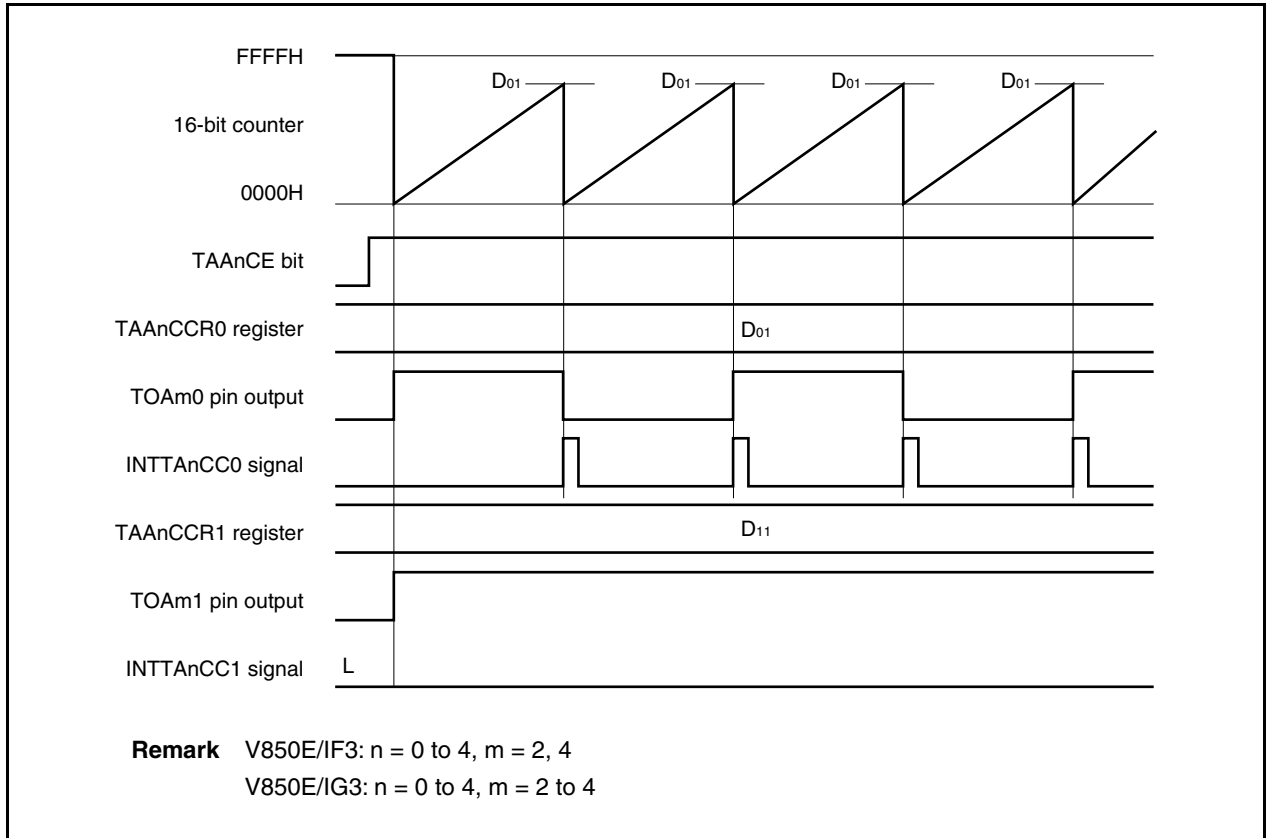 FFFFH
D01 D01 D01 D01
16-bit counter
0000H
TAAnCE bit
TAAnCCR0 register D01
TOAm0 pin output
INTTAnCC0 signal
TAAnCCR1 register D11
TOAm1 pin output
INTTAnCC1 signal L
Remark V850E/IF3: n = 0 to 4, m = 2, 4
V850E/IG3: n = 0 to 4, m = 2 to 4